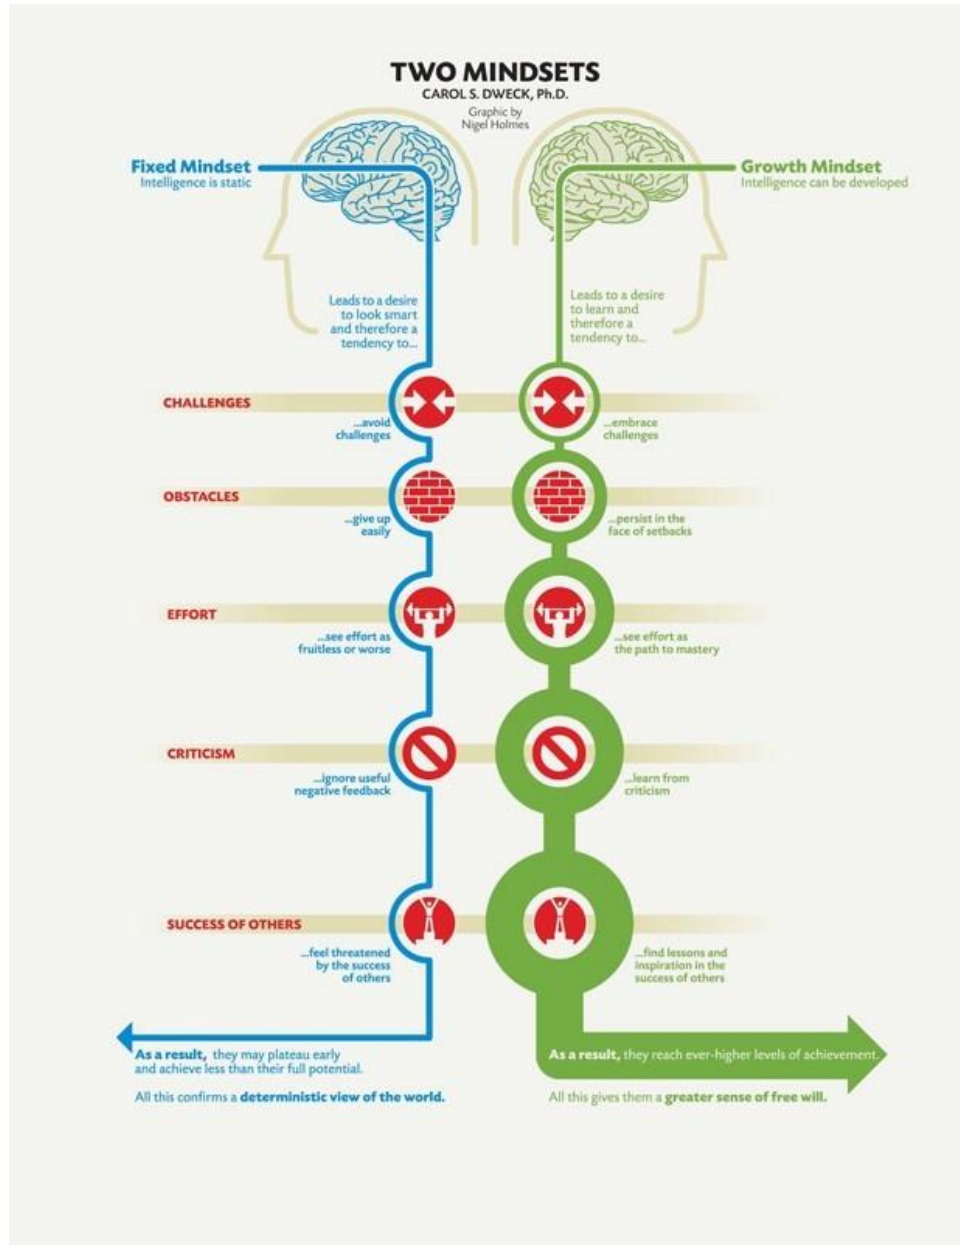 TWO MINDSETS
CAROL S. DWECK, Ph.D.
Graphic by
Nigel Holmes
Fixed Mindset
Intelligence is static
Growth Mindset
Intelligence can be developed
Leads to a desire
to look smart
and therefore a
tendency to...
Leads to a desire
to learn and
therefore a
tendency to...
CHALLENGES
...avoid
challenges
...embrace
challenges
OBSTACLES
...give up
easily
...persist in the
face of setbacks
EFFORT
...see effort as
fruitless or worse
...see effort as
the path to mastery
CRITICISM
...ignore useful
negative feedback
...learn from
criticism
SUCCESS OF OTHERS
...feel threatened
by the success
of others
...find lessons and
inspiration in the
success of others
As a result, they may plateau early
and achieve less than their full potential.
All this confirms a deterministic view of the world.
As a result, they reach ever-higher levels of achievement.
All this gives them a greater sense of free will.